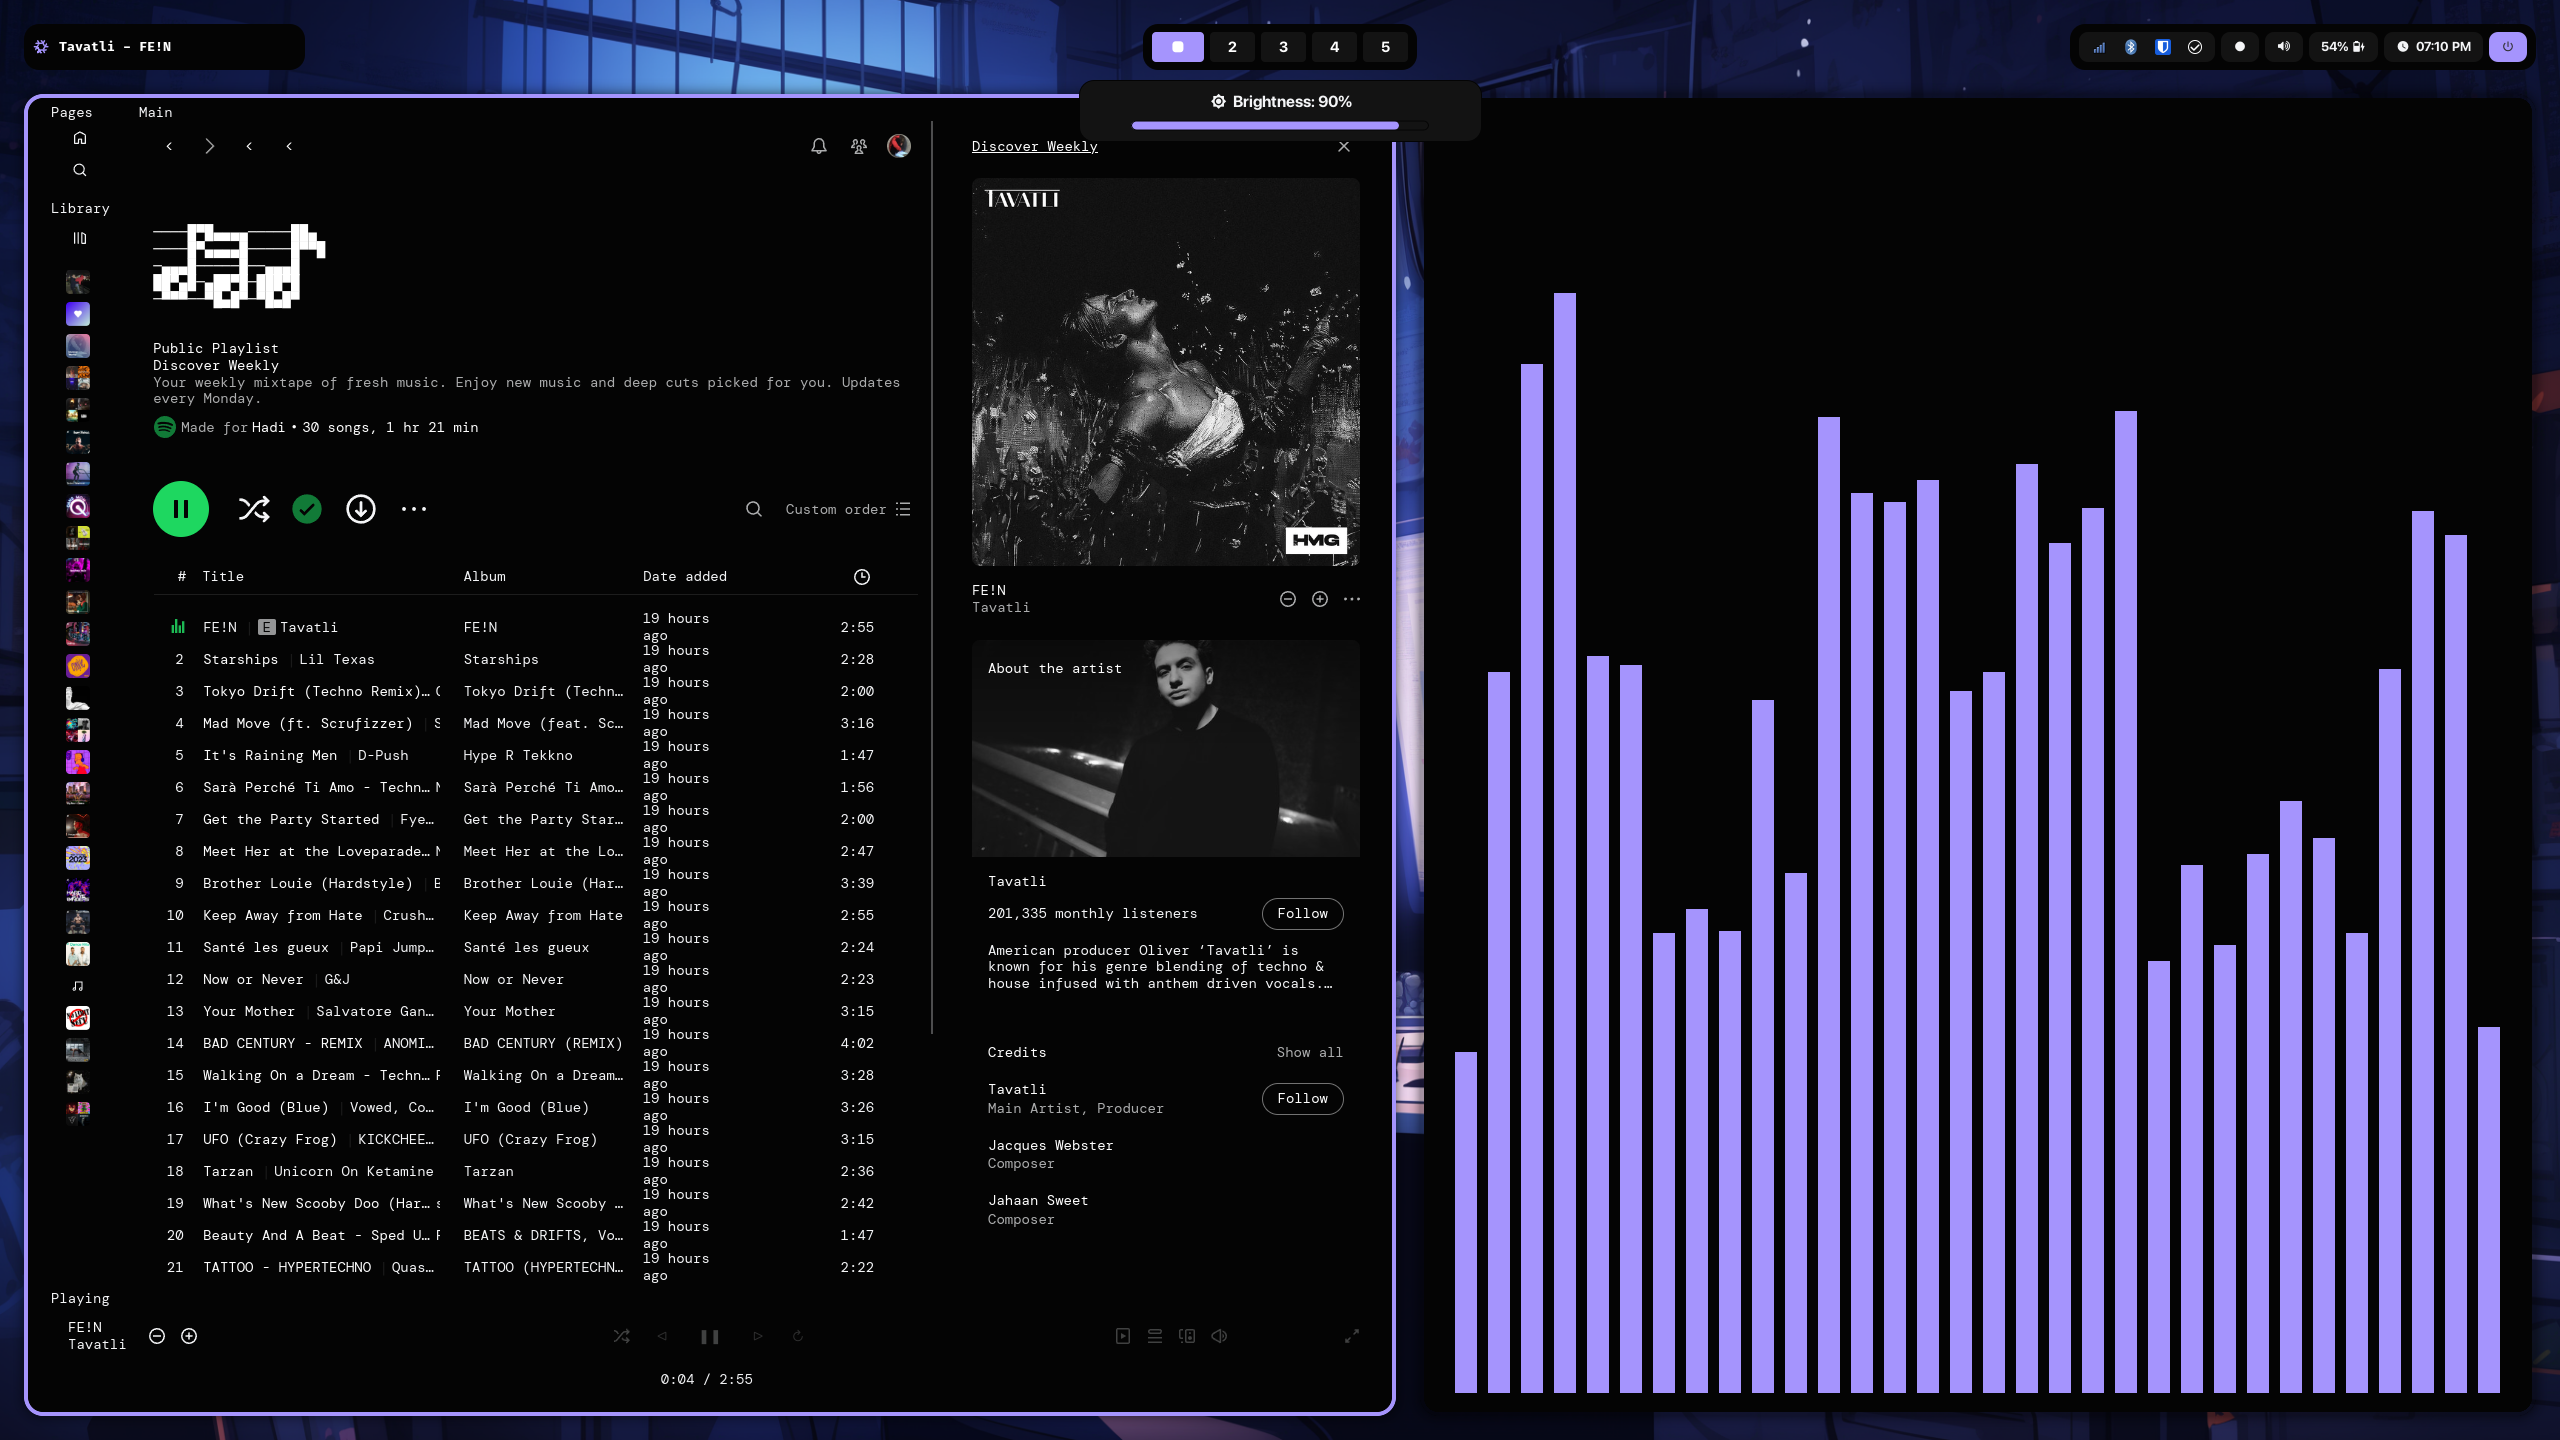 Tavatli - FE!N
2 3 4 5
54%
07:10 PM
Brightness: 90%
Pages
Main
Library
Public Playlist
Discover Weekly
Your weekly mixtape of fresh music. Enjoy new music and deep cuts picked for you. Updates
every Monday.
Made for Hadi • 30 songs, 1 hr 21 min
Custom order
# Title Album Date added
FE!N E Tavatli FE!N 19 hours ago 2:55
2 Starships Lil Texas Starships 19 hours ago 2:28
3 Tokyo Drift (Techno Remix)… Tokyo Drift (Techn… 19 hours ago 2:00
4 Mad Move (ft. Scrufizzer) S Mad Move (feat. Sc… 19 hours ago 3:16
5 It's Raining Men D-Push Hype R Tekkno 19 hours ago 1:47
6 Sarà Perché Ti Amo - Techn… Sarà Perché Ti Amo… 19 hours ago 1:56
7 Get the Party Started Fye… Get the Party Star… 19 hours ago 2:00
8 Meet Her at the Loveparade… Meet Her at the Lo… 19 hours ago 2:47
9 Brother Louie (Hardstyle) Brother Louie (Har… 19 hours ago 3:39
10 Keep Away from Hate Crush… Keep Away from Hate 19 hours ago 2:55
11 Santé les gueux Papi Jump… Santé les gueux 19 hours ago 2:24
12 Now or Never G&J Now or Never 19 hours ago 2:23
13 Your Mother Salvatore Gan… Your Mother 19 hours ago 3:15
14 BAD CENTURY - REMIX ANOMI… BAD CENTURY (REMIX) 19 hours ago 4:02
15 Walking On a Dream - Techn… Walking On a Dream… 19 hours ago 3:28
16 I'm Good (Blue) Vowed, Co… I'm Good (Blue) 19 hours ago 3:26
17 UFO (Crazy Frog) KICKCHEE… UFO (Crazy Frog) 19 hours ago 3:15
18 Tarzan Unicorn On Ketamine Tarzan 19 hours ago 2:36
19 What's New Scooby Doo (Har… What's New Scooby … 19 hours ago 2:42
20 Beauty And A Beat - Sped U… BEATS & DRIFTS, Vo… 19 hours ago 1:47
21 TATTOO - HYPERTECHNO Quas… TATTOO (HYPERTECHN… 19 hours ago 2:22
Discover Weekly
TAVATLI
HMG
FE!N
Tavatli
About the artist
Tavatli
201,335 monthly listeners
Follow
American producer Oliver ‘Tavatli’ is
known for his genre blending of techno &
house infused with anthem driven vocals.…
Credits
Show all
Tavatli
Main Artist, Producer
Follow
Jacques Webster
Composer
Jahaan Sweet
Composer
Playing
FE!N
Tavatli
0:04 / 2:55